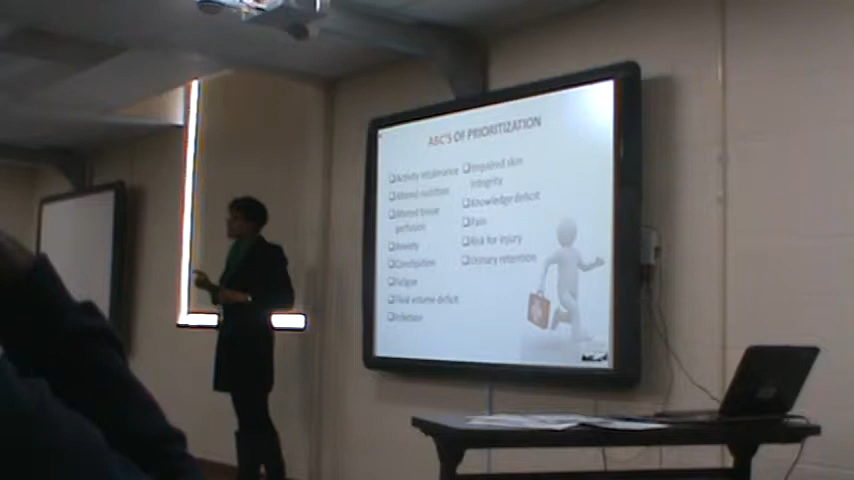 ABC'S OF PRIORITIZATION
❑Activity intolerance
❑Altered nutrition
❑Altered tissue
perfusion
❑Anxiety
❑Constipation
❑Fatigue
❑Fluid volume deficit
❑Infection
❑Impaired skin
integrity
❑Knowledge deficit
❑Pain
❑Risk for injury
❑Urinary retention